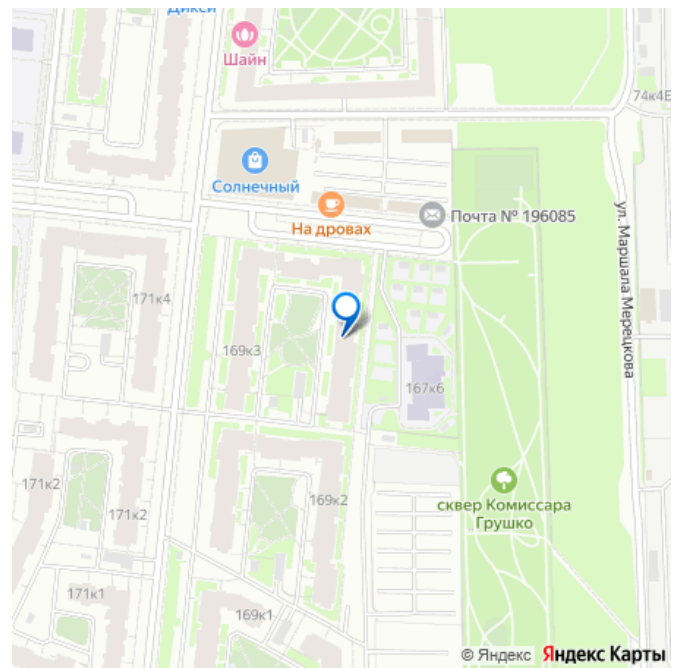 Дикси
Шайн
74к4Б
Солнечный
На дровах
Почта № 196085
ул. Маршала Мерецкова
171к4
169к3
167к6
171к2
171к2
169к2
сквер Комиссара
Грушко
171к1
169к1
© Яндекс Яндекс Карты